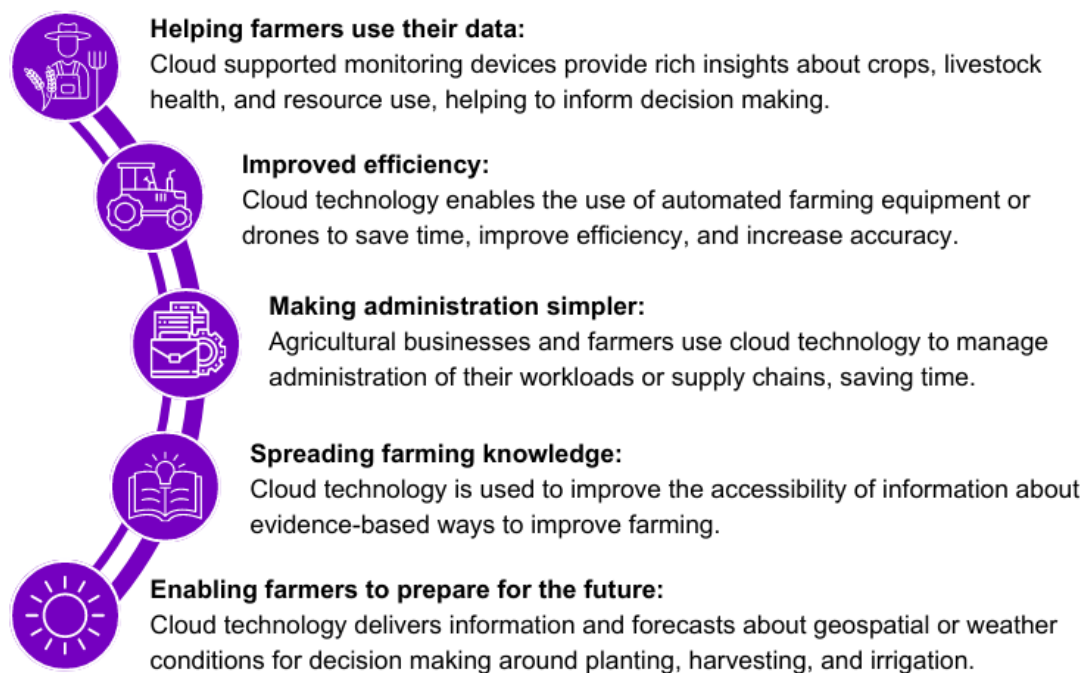 Helping farmers use their data:
Cloud supported monitoring devices provide rich insights about crops, livestock
health, and resource use, helping to inform decision making.
Improved efficiency:
Cloud technology enables the use of automated farming equipment or
drones to save time, improve efficiency, and increase accuracy.
Making administration simpler:
Agricultural businesses and farmers use cloud technology to manage
administration of their workloads or supply chains, saving time.
Spreading farming knowledge:
Cloud technology is used to improve the accessibility of information about
evidence-based ways to improve farming.
Enabling farmers to prepare for the future:
Cloud technology delivers information and forecasts about geospatial or weather
conditions for decision making around planting, harvesting, and irrigation.